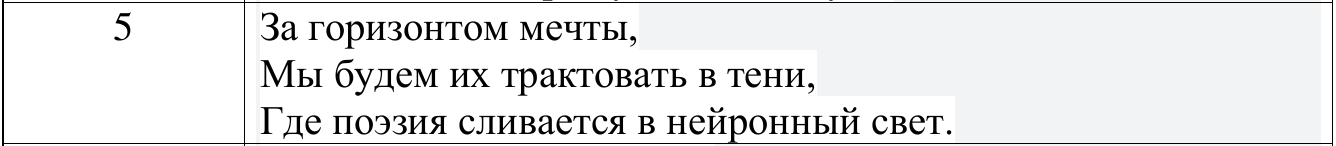 5
За горизонтом мечты,
Мы будем их трактовать в тени,
Где поэзия сливается в нейронный свет.